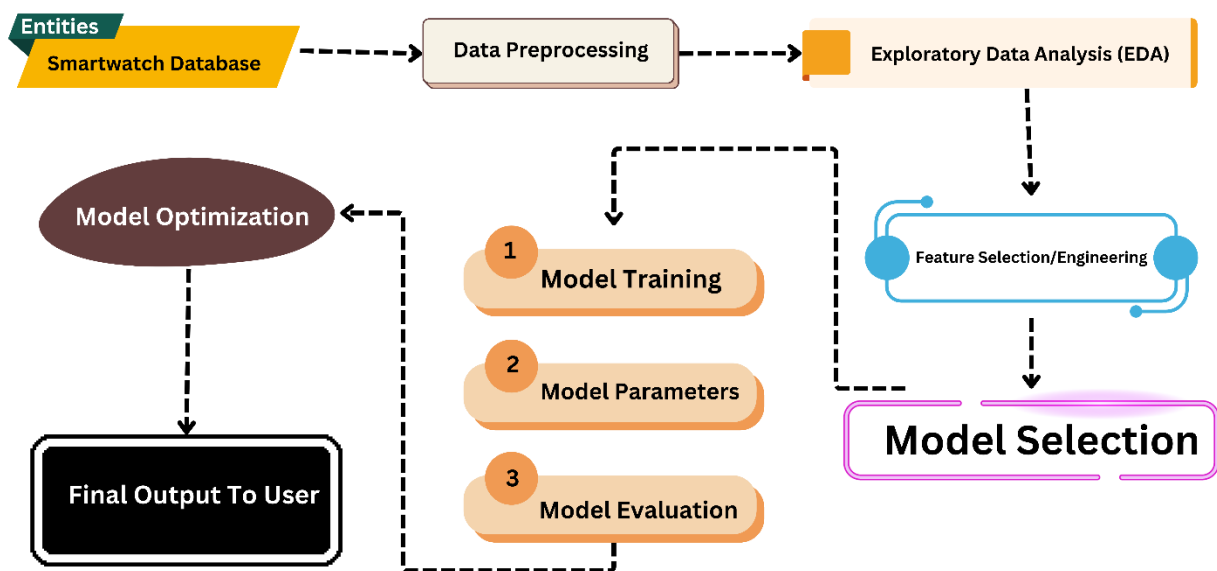 Entities
Smartwatch Database
Data Preprocessing
Exploratory Data Analysis (EDA)
Feature Selection/Engineering
Model Selection
1
Model Training
2
Model Parameters
3
Model Evaluation
Model Optimization
Final Output To User